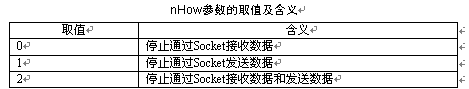 nHow参数的取值及含义
取值 含义
0 停止通过Socket接收数据
1 停止通过Socket发送数据
2 停止通过Socket接收数据和发送数据